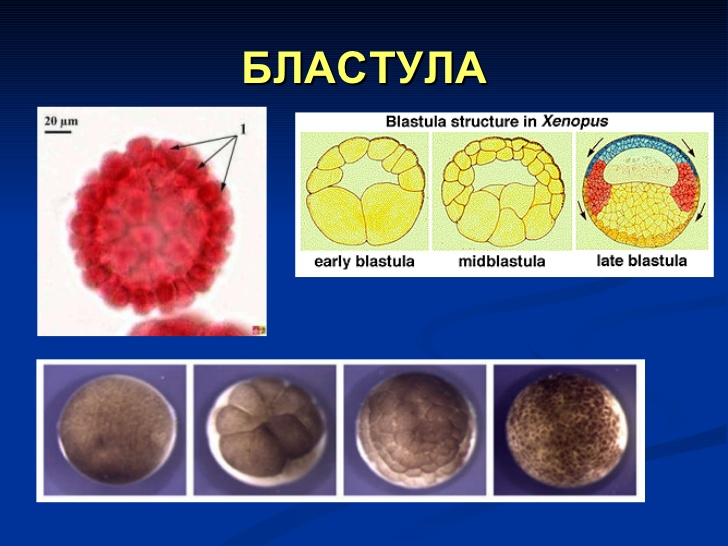 БЛАСТУЛА
20 µm
1
Blastula structure in Xenopus
early blastula
midblastula
late blastula